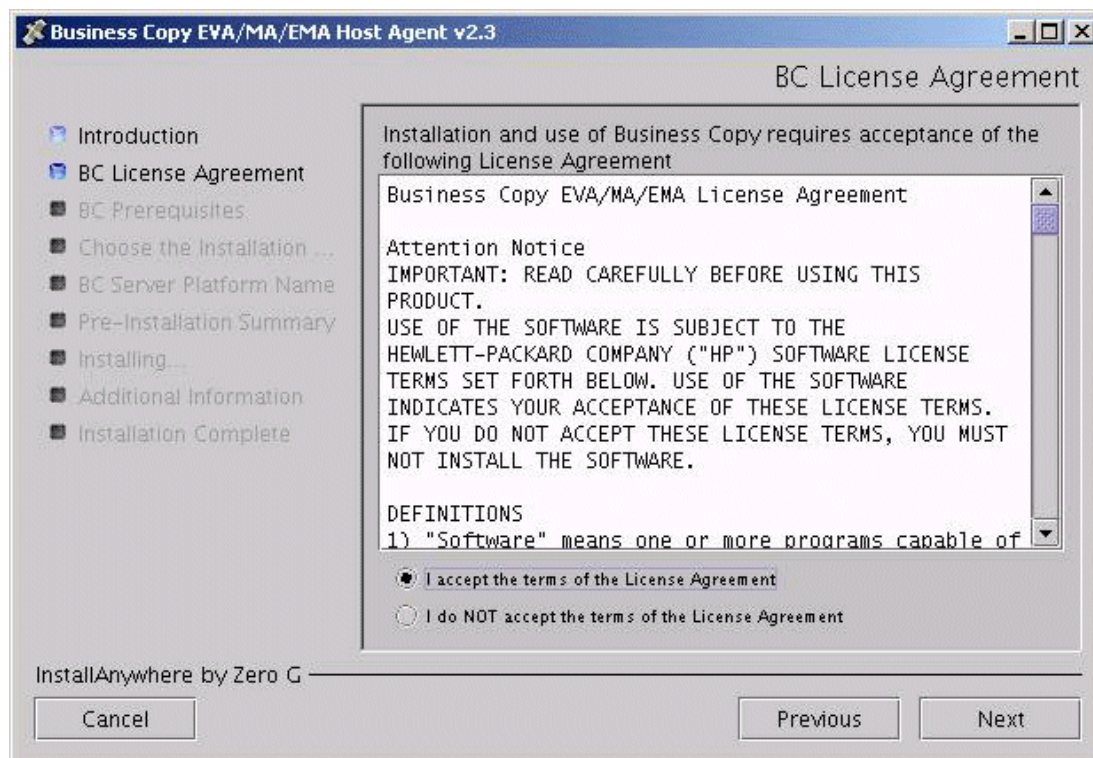 Business Copy EVA/MA/EMA Host Agent v2.3
BC License Agreement
Introduction
BC License Agreement
BC Prerequisites
Choose the Installation ...
BC Server Platform Name
Pre-Installation Summary
Installing...
Additional Information
Installation Complete
Installation and use of Business Copy requires acceptance of the
following License Agreement
Business Copy EVA/MA/EMA License Agreement
Attention Notice
IMPORTANT: READ CAREFULLY BEFORE USING THIS
PRODUCT.
USE OF THE SOFTWARE IS SUBJECT TO THE
HEWLETT-PACKARD COMPANY ("HP") SOFTWARE LICENSE
TERMS SET FORTH BELOW. USE OF THE SOFTWARE
INDICATES YOUR ACCEPTANCE OF THESE LICENSE TERMS.
IF YOU DO NOT ACCEPT THESE LICENSE TERMS, YOU MUST
NOT INSTALL THE SOFTWARE.
DEFINITIONS
1) "Software" means one or more programs capable of
I accept the terms of the License Agreement
I do NOT accept the terms of the License Agreement
InstallAnywhere by Zero G
Cancel
Previous
Next